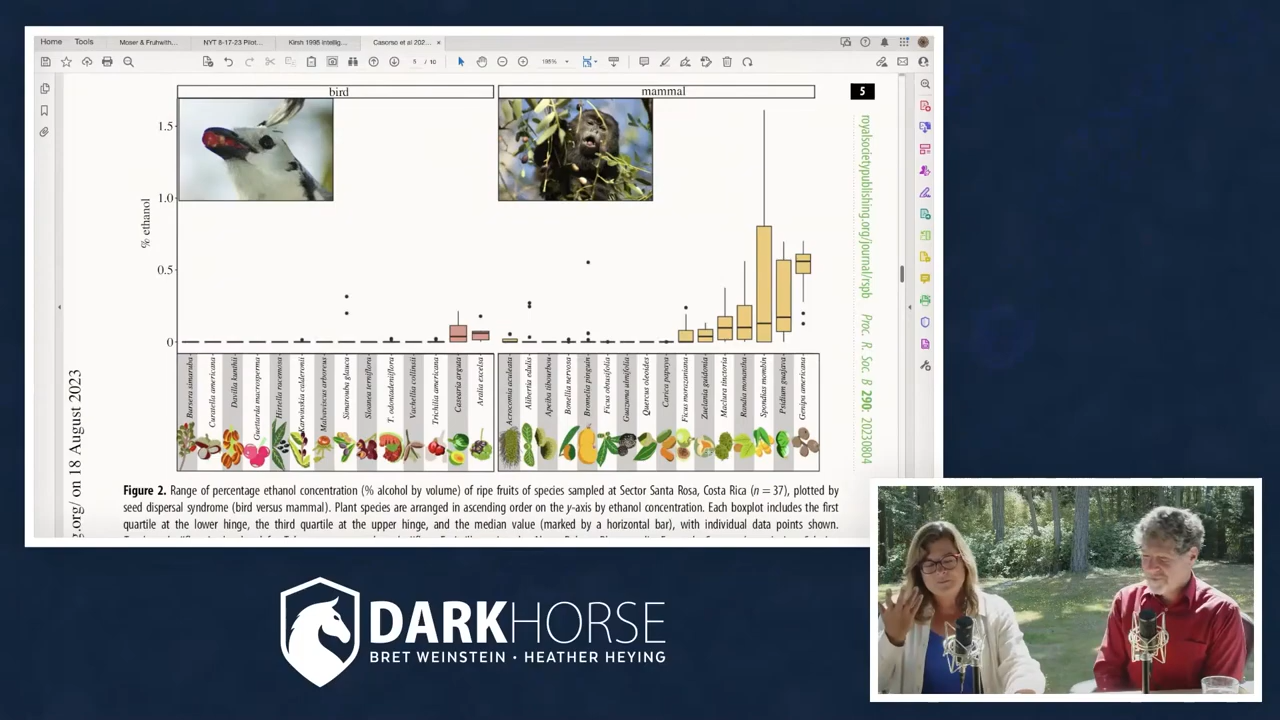 Home Tools Moser & Fruhwirth... NYT 8-17-23 Pilot... Kirsh 1995 Intellig... Casorso et al 202... ×
5 / 10 195%
bird mammal 5
1.5
1.0
0.5
0
% ethanol
Bursera simaruba
Curatella americana
Davilla kunthii
Guettarda macrosperma
Hirtella racemosa
Karwinskia calderonii
Malvaviscus arboreus
Simarouba glauca
Sloanea terniflora
Vachellia collinsii
Trichilia americana
Casearia arguta
Aralia excelsa
Acrocomia aculeata
Alibertia edulis
Apeiba tibourbou
Bonellia nervosa
Bromelia pinguin
Ficus obtusifolia
Guazuma ulmifolia
Quercus oleoides
Carica papaya
Ficus morazaniana
Zuelania guidonia
Maclura tinctoria
Randia monantha
Spondias mombin
Psidium guajava
Genipa americana
royalsocietypublishing.org/journal/rspb Proc. R. Soc. B 290: 20230804
g.org/ on 18 August 2023
Figure 2. Range of percentage ethanol concentration (% alcohol by volume) of ripe fruits of species sampled at Sector Santa Rosa, Costa Rica (n = 37), plotted by
seed dispersal syndrome (bird versus mammal). Plant species are arranged in ascending order on the y-axis by ethanol concentration. Each boxplot includes the first
quartile at the lower hinge, the third quartile at the upper hinge, and the median value (marked by a horizontal bar), with individual data points shown.
DARKHORSE
BRET WEINSTEIN • HEATHER HEYING